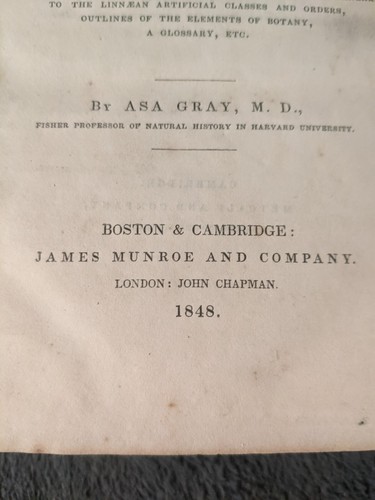 TO THE LINNÆAN ARTIFICIAL CLASSES AND ORDERS,
OUTLINES OF THE ELEMENTS OF BOTANY,
A GLOSSARY, ETC.
By ASA GRAY, M. D.,
FISHER PROFESSOR OF NATURAL HISTORY IN HARVARD UNIVERSITY.
BOSTON & CAMBRIDGE:
JAMES MUNROE AND COMPANY.
LONDON: JOHN CHAPMAN.
1848.